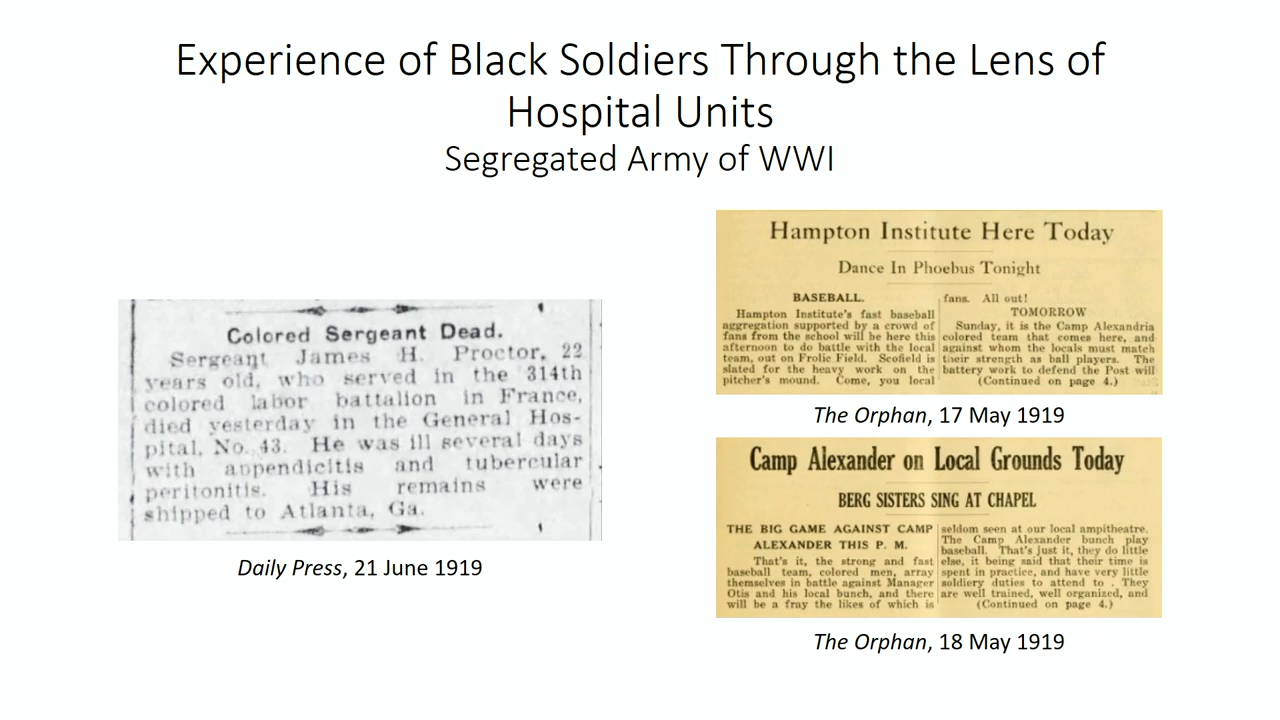 Experience of Black Soldiers Through the Lens of
Hospital Units
Segregated Army of WWI
Colored Sergeant Dead.
Sergeant James H. Proctor, 22
years old, who served in the 314th
colored labor battalion in France,
died yesterday in the General Hos-
pital, No. 43. He was ill several days
with appendicitis and tubercular
peritonitis. His remains were
shipped to Atlanta, Ga.
Daily Press, 21 June 1919
Hampton Institute Here Today
Dance In Phoebus Tonight
BASEBALL.
Hampton Institute's fast baseball
aggregation supported by a crowd of
fans from the school will be here this
afternoon to do battle with the local
team, out on Frolic Field. Scofield is
slated for the heavy work on the
pitcher's mound. Come, you local
fans. All out!
TOMORROW
Sunday, it is the Camp Alexandria
colored team that comes here, and
against whom the locals must match
their strength as ball players. The
battery work to defend the Post will
(Continued on page 4.)
The Orphan, 17 May 1919
Camp Alexander on Local Grounds Today
BERG SISTERS SING AT CHAPEL
THE BIG GAME AGAINST CAMP
ALEXANDER THIS P. M.
That's it, the strong and fast
baseball team, colored men, array
themselves in battle against Manager
Otis and his local bunch, and there
will be a fray the likes of which is
seldom seen at our local ampitheatre.
The Camp Alexander bunch play
baseball. That's just it, they do little
else, it being said that their time is
spent in practice, and have very little
soldiery duties to attend to . They
are well trained, well organized, and
(Continued on page 4.)
The Orphan, 18 May 1919